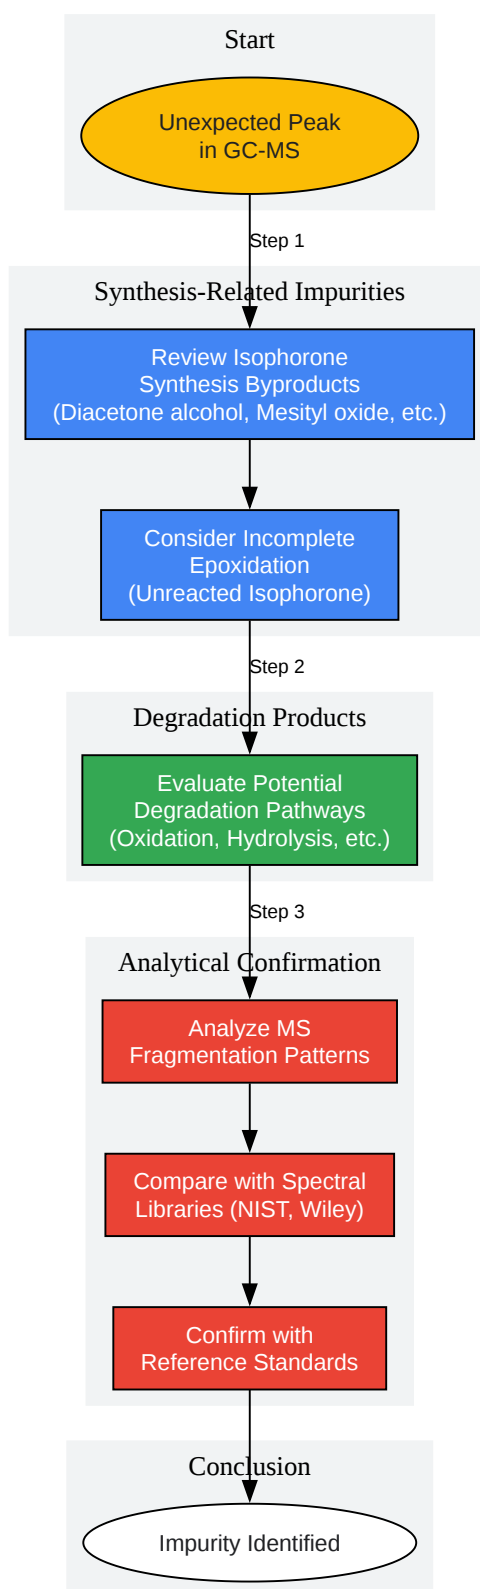 Start
Unexpected Peak
in GC-MS
Step 1
Synthesis-Related Impurities
Review Isophorone
Synthesis Byproducts
(Diacetone alcohol, Mesityl oxide, etc.)
Consider Incomplete
Epoxidation
(Unreacted Isophorone)
Step 2
Degradation Products
Evaluate Potential
Degradation Pathways
(Oxidation, Hydrolysis, etc.)
Step 3
Analytical Confirmation
Analyze MS
Fragmentation Patterns
Compare with Spectral
Libraries (NIST, Wiley)
Confirm with
Reference Standards
Conclusion
Impurity Identified